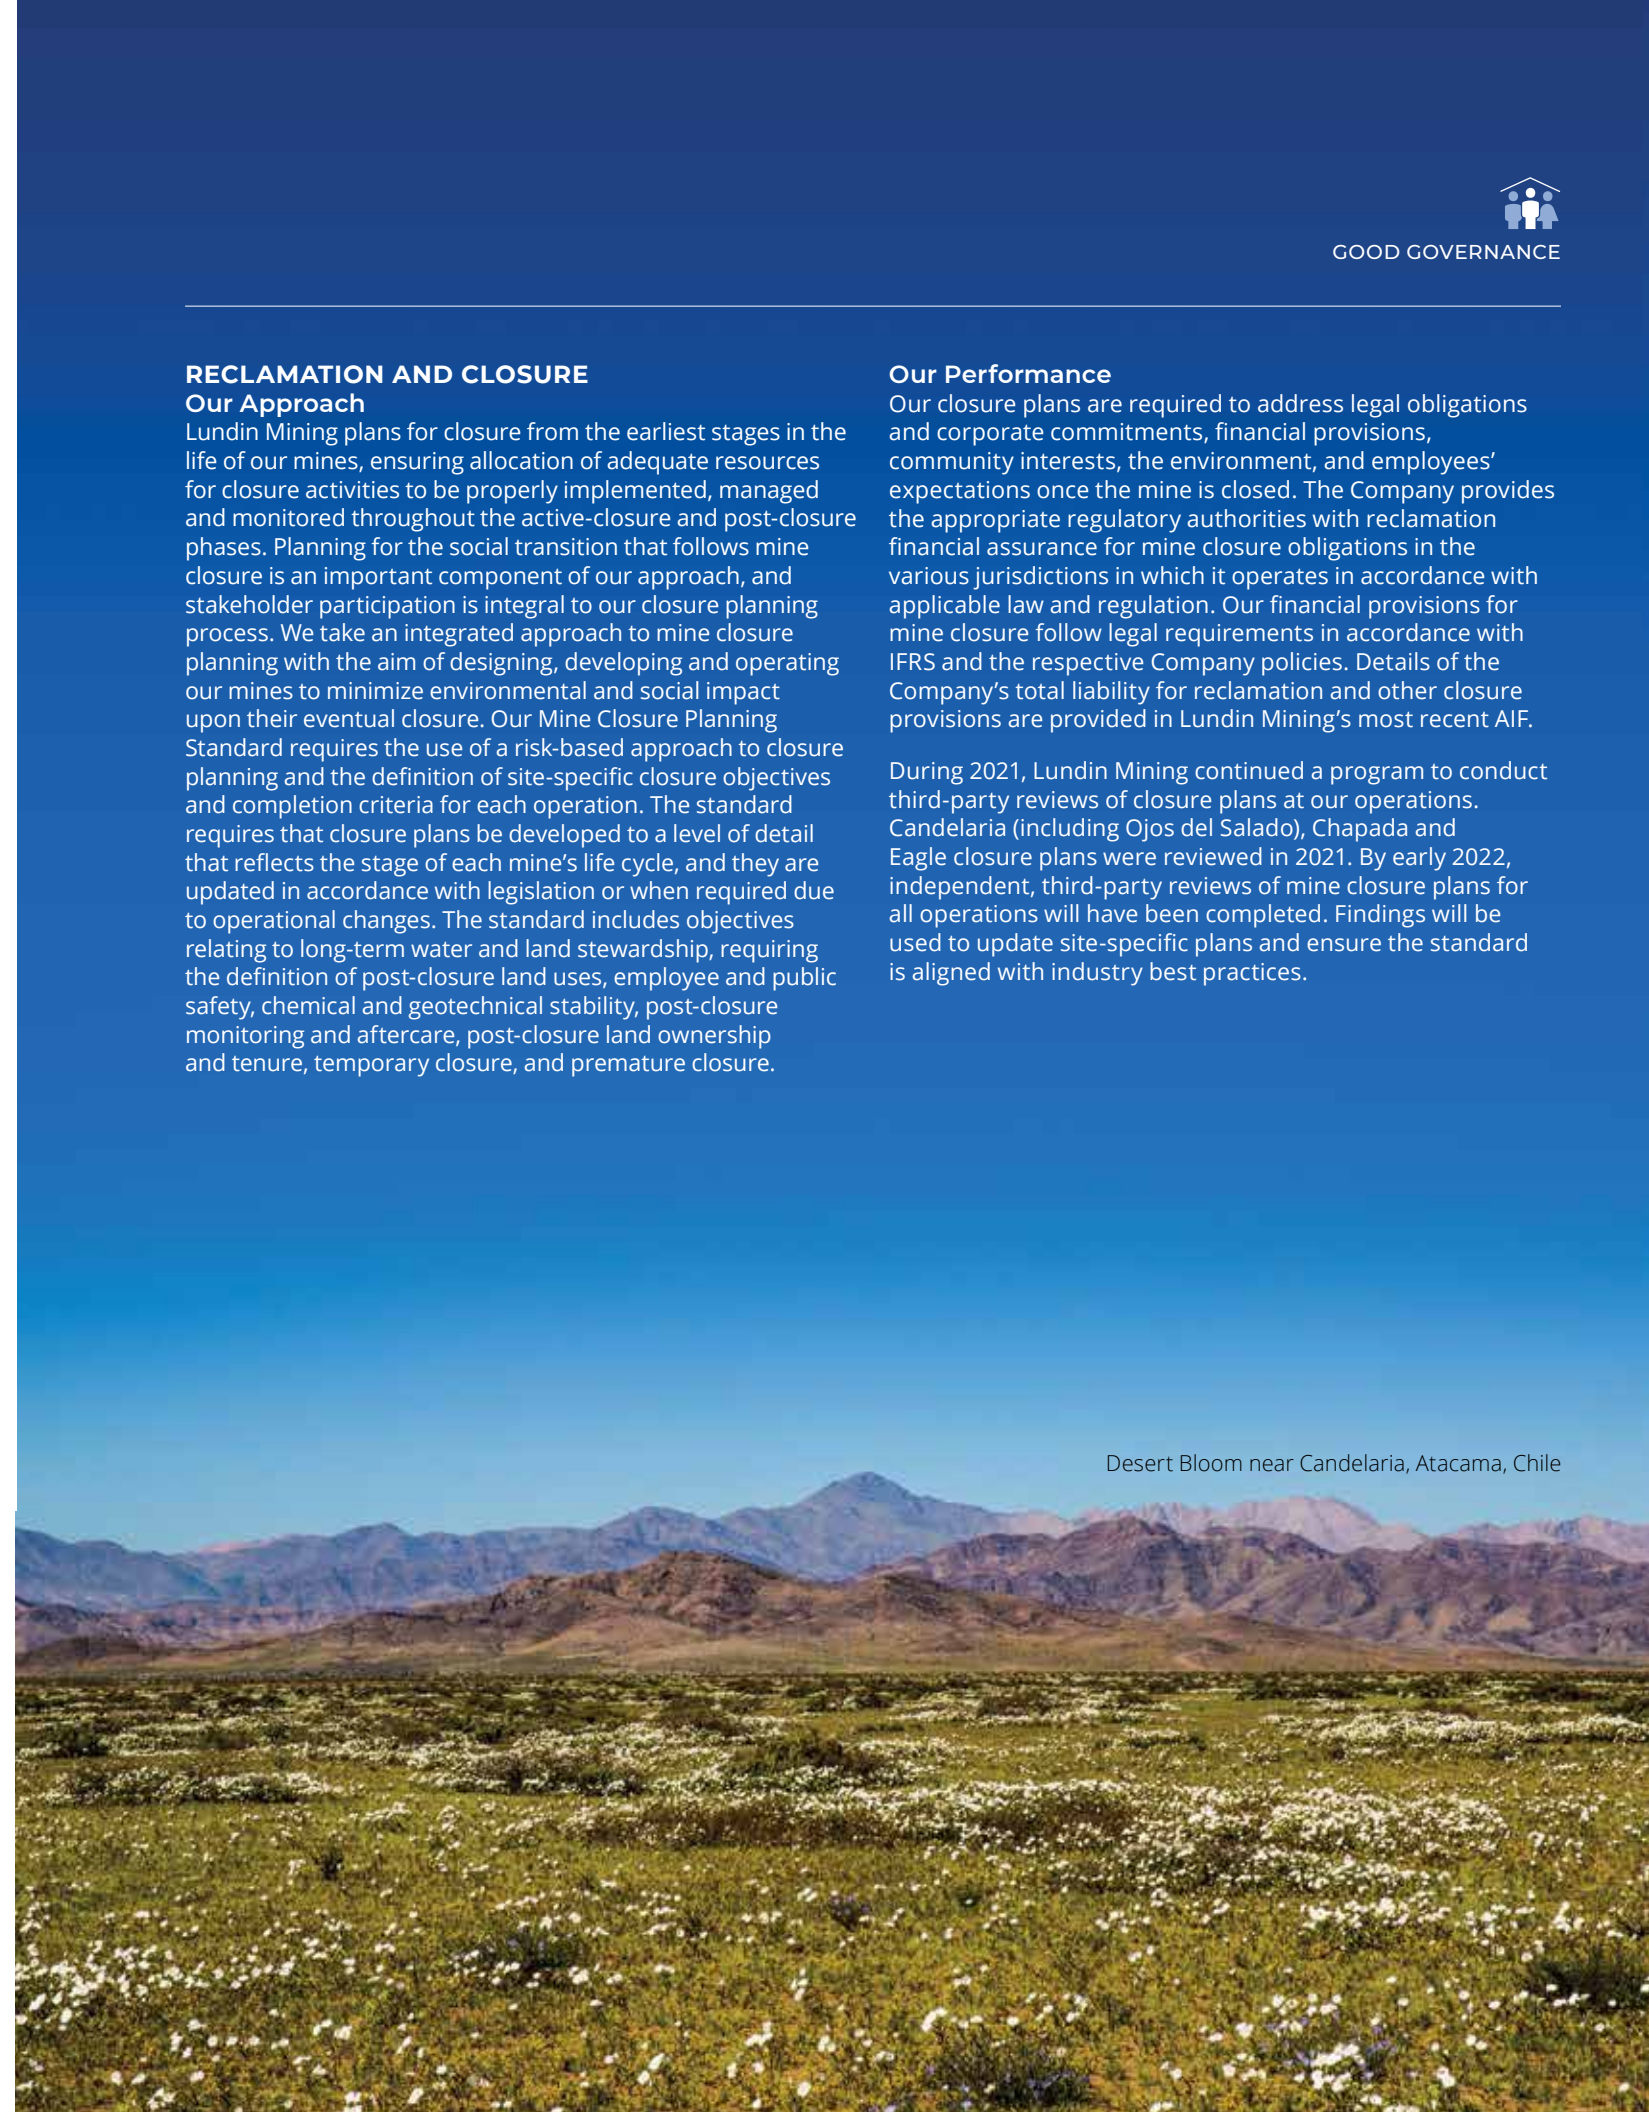 GOOD GOVERNANCE
RECLAMATION AND CLOSURE
Our Approach
Lundin Mining plans for closure from the earliest stages in the
life of our mines, ensuring allocation of adequate resources
for closure activities to be properly implemented, managed
and monitored throughout the active-closure and post-closure
phases. Planning for the social transition that follows mine
closure is an important component of our approach, and
stakeholder participation is integral to our closure planning
process. We take an integrated approach to mine closure
planning with the aim of designing, developing and operating
our mines to minimize environmental and social impact
upon their eventual closure. Our Mine Closure Planning
Standard requires the use of a risk-based approach to closure
planning and the definition of site-specific closure objectives
and completion criteria for each operation. The standard
requires that closure plans be developed to a level of detail
that reflects the stage of each mine’s life cycle, and they are
updated in accordance with legislation or when required due
to operational changes. The standard includes objectives
relating to long-term water and land stewardship, requiring
the definition of post-closure land uses, employee and public
safety, chemical and geotechnical stability, post-closure
monitoring and aftercare, post-closure land ownership
and tenure, temporary closure, and premature closure.
Our Performance
Our closure plans are required to address legal obligations
and corporate commitments, financial provisions,
community interests, the environment, and employees’
expectations once the mine is closed. The Company provides
the appropriate regulatory authorities with reclamation
financial assurance for mine closure obligations in the
various jurisdictions in which it operates in accordance with
applicable law and regulation. Our financial provisions for
mine closure follow legal requirements in accordance with
IFRS and the respective Company policies. Details of the
Company’s total liability for reclamation and other closure
provisions are provided in Lundin Mining’s most recent AIF.
During 2021, Lundin Mining continued a program to conduct
third-party reviews of closure plans at our operations.
Candelaria (including Ojos del Salado), Chapada and
Eagle closure plans were reviewed in 2021. By early 2022,
independent, third-party reviews of mine closure plans for
all operations will have been completed. Findings will be
used to update site-specific plans and ensure the standard
is aligned with industry best practices.
Desert Bloom near Candelaria, Atacama, Chile